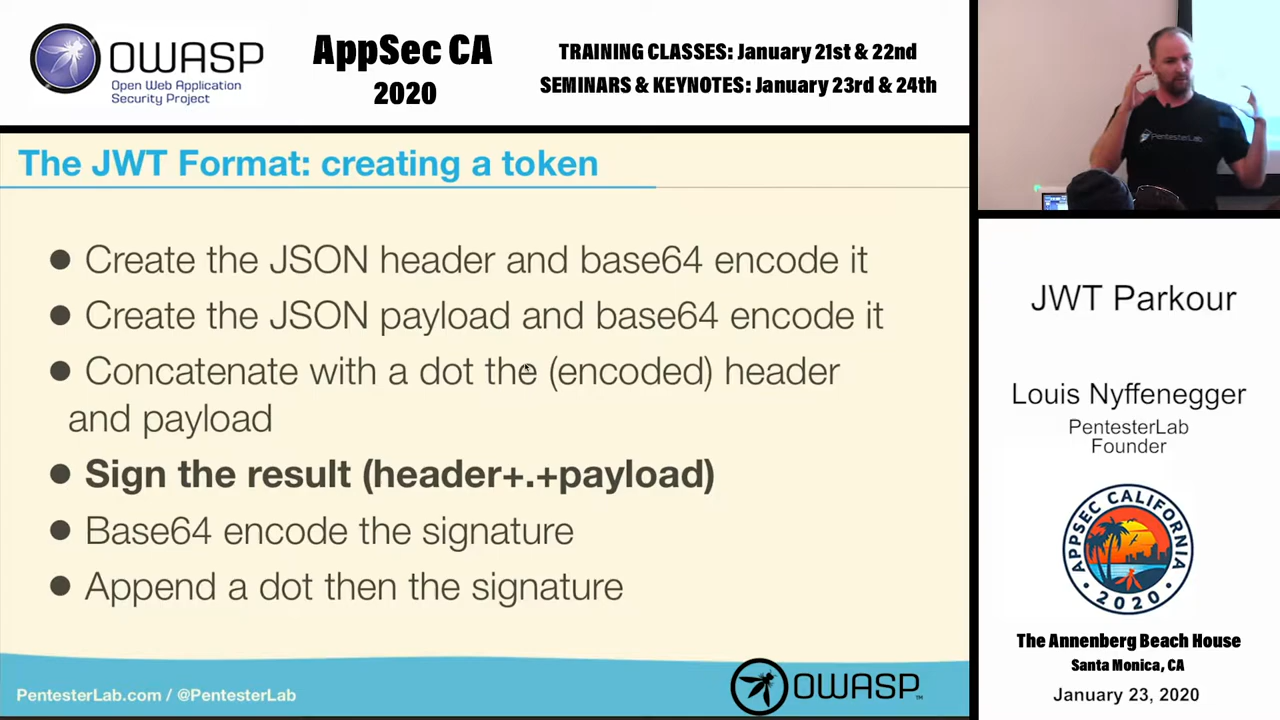 OWASP
Open Web Application
Security Project
AppSec CA
2020
TRAINING CLASSES: January 21st & 22nd
SEMINARS & KEYNOTES: January 23rd & 24th
The JWT Format: creating a token
● Create the JSON header and base64 encode it
● Create the JSON payload and base64 encode it
● Concatenate with a dot the (encoded) header
and payload
● Sign the result (header+.+payload)
● Base64 encode the signature
● Append a dot then the signature
PentesterLab.com / @PentesterLab
OWASP
TM
PentesterLab
JWT Parkour
Louis Nyffenegger
PentesterLab
Founder
APPSEC CALIFORNIA
• 2020 •
The Annenberg Beach House
Santa Monica, CA
January 23, 2020